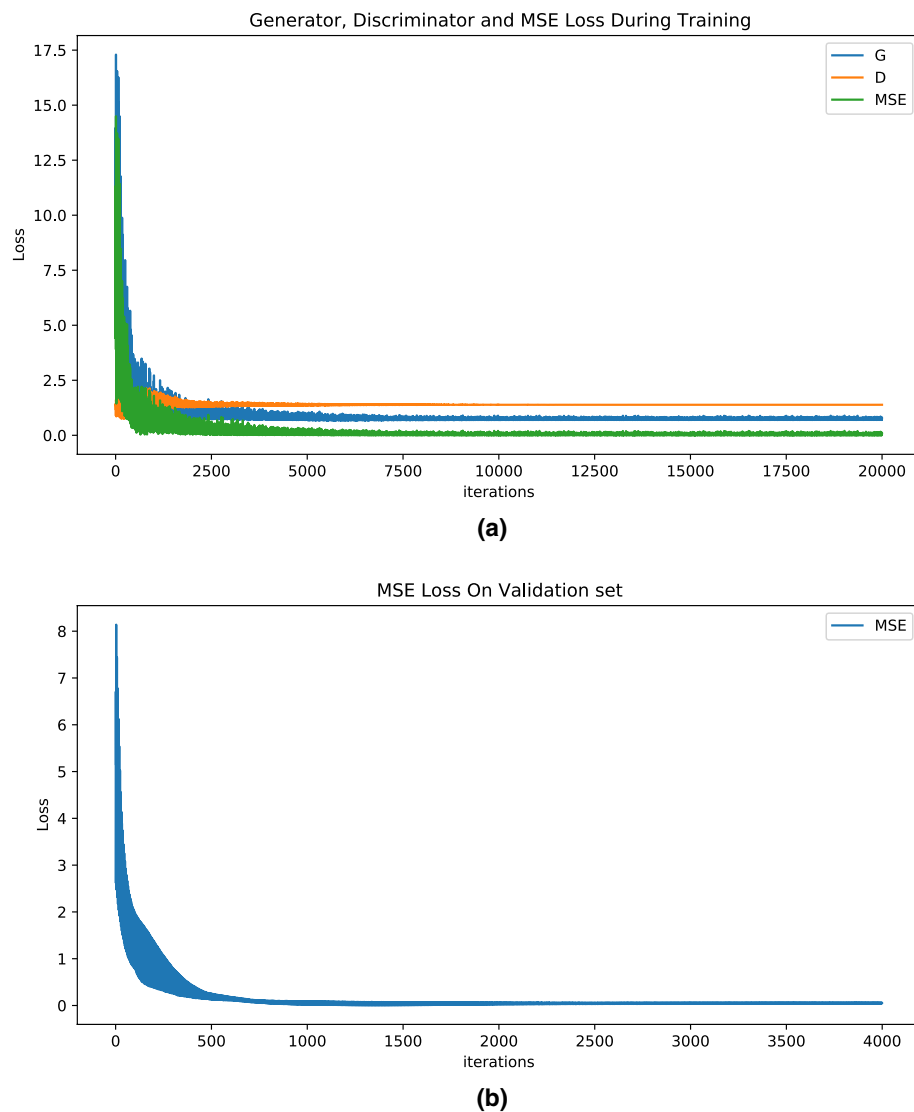 Generator, Discriminator and MSE Loss During Training
17.5
15.0
12.5
10.0
7.5
5.0
2.5
0.0
Loss
G
D
MSE
0 2500 5000 7500 10000 12500 15000 17500 20000
iterations
(a)
MSE Loss On Validation set
8
7
6
5
4
3
2
1
0
Loss
MSE
0 500 1000 1500 2000 2500 3000 3500 4000
iterations
(b)